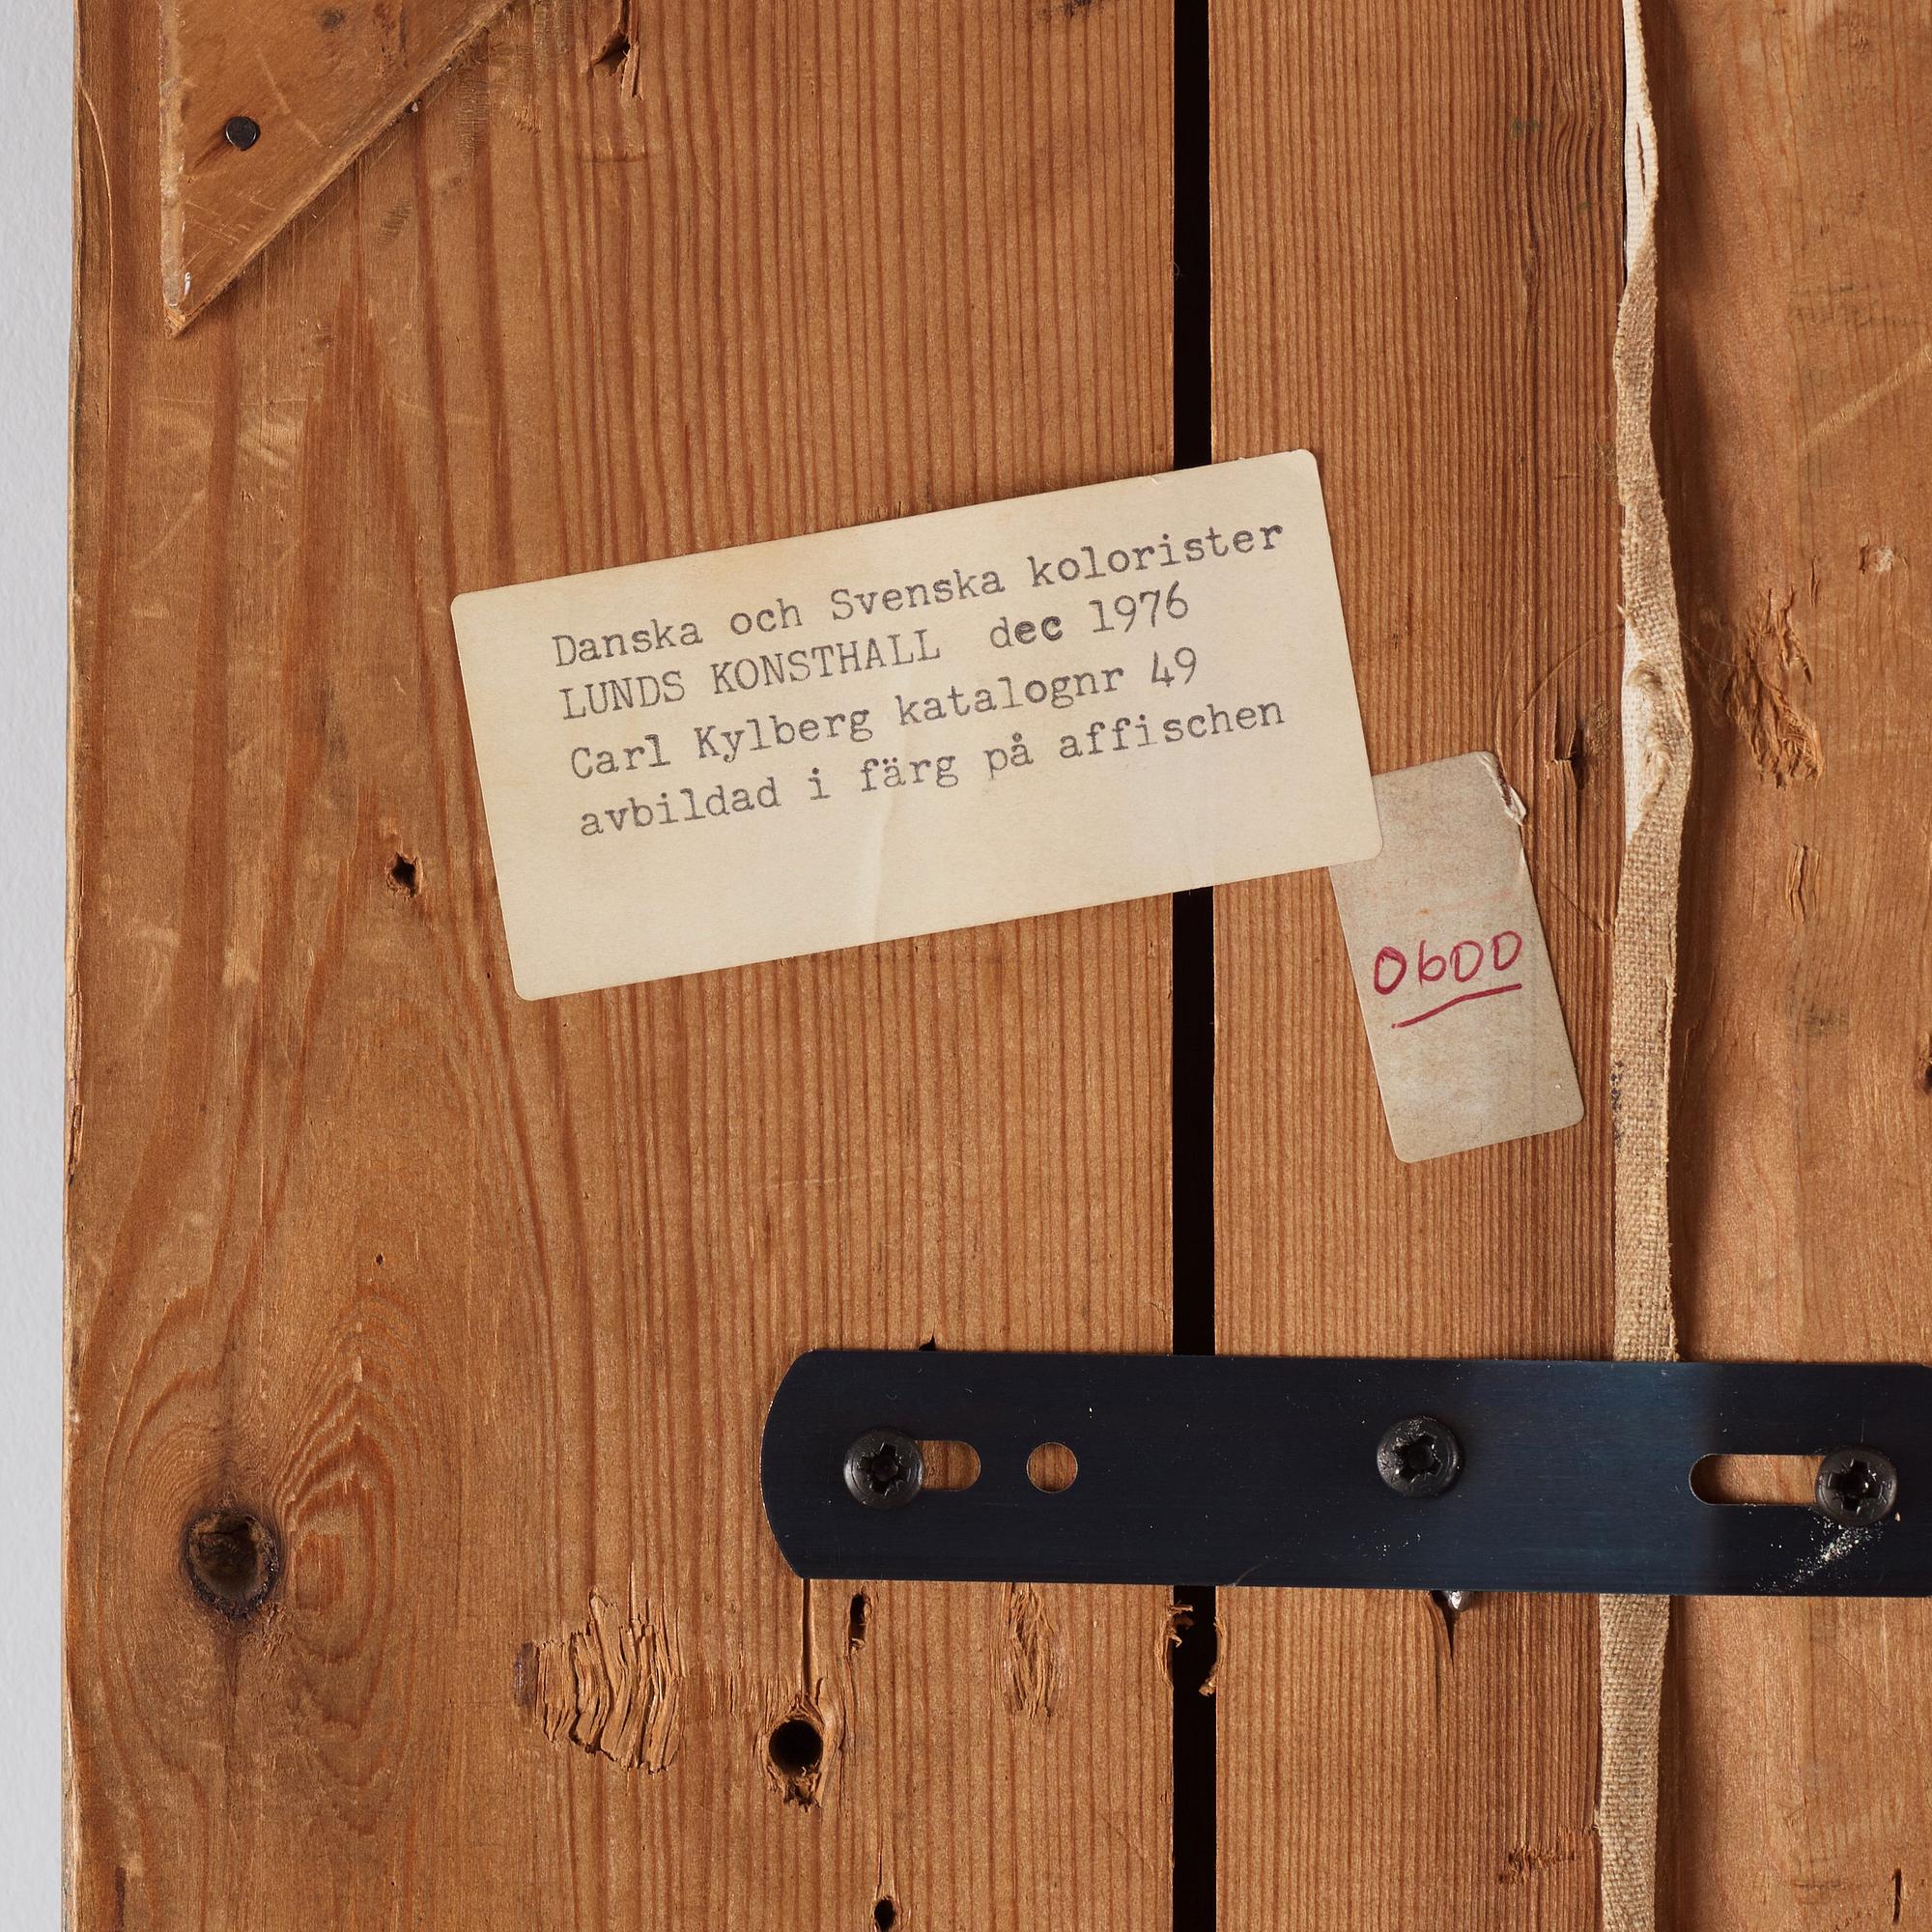 Danska och Svenska kolorister
LUNDS KONSTHALL dec 1976
Carl Kylberg katalognr 49
avbildad i färg på affischen
0600